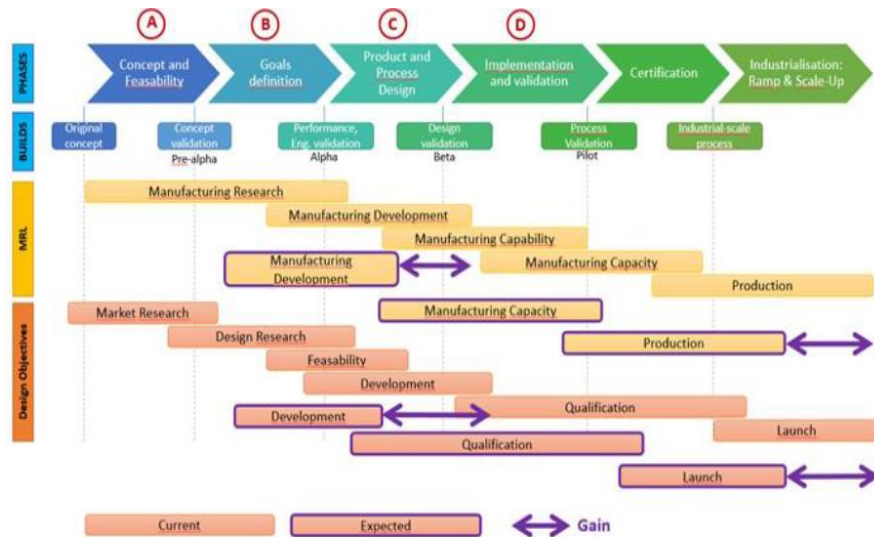 A
B
C
D
PHASES
Concept and
Feasability
Goals
definition
Product and
Process
Design
Implementation
and validation
Certification
Industrialisation:
Ramp & Scale-Up
BUILDS
Original
concept
Concept
validation
Pre-alpha
Performance,
Eng. validation
Alpha
Design
validation
Beta
Process
Validation
Pilot
Industrial-scale
process
MRL
Manufacturing Research
Manufacturing Development
Manufacturing Capability
Manufacturing
Development
Manufacturing Capacity
Production
Manufacturing Capacity
Production
Design Objectives
Market Research
Design Research
Feasability
Development
Development
Qualification
Launch
Qualification
Launch
Current
Expected
Gain